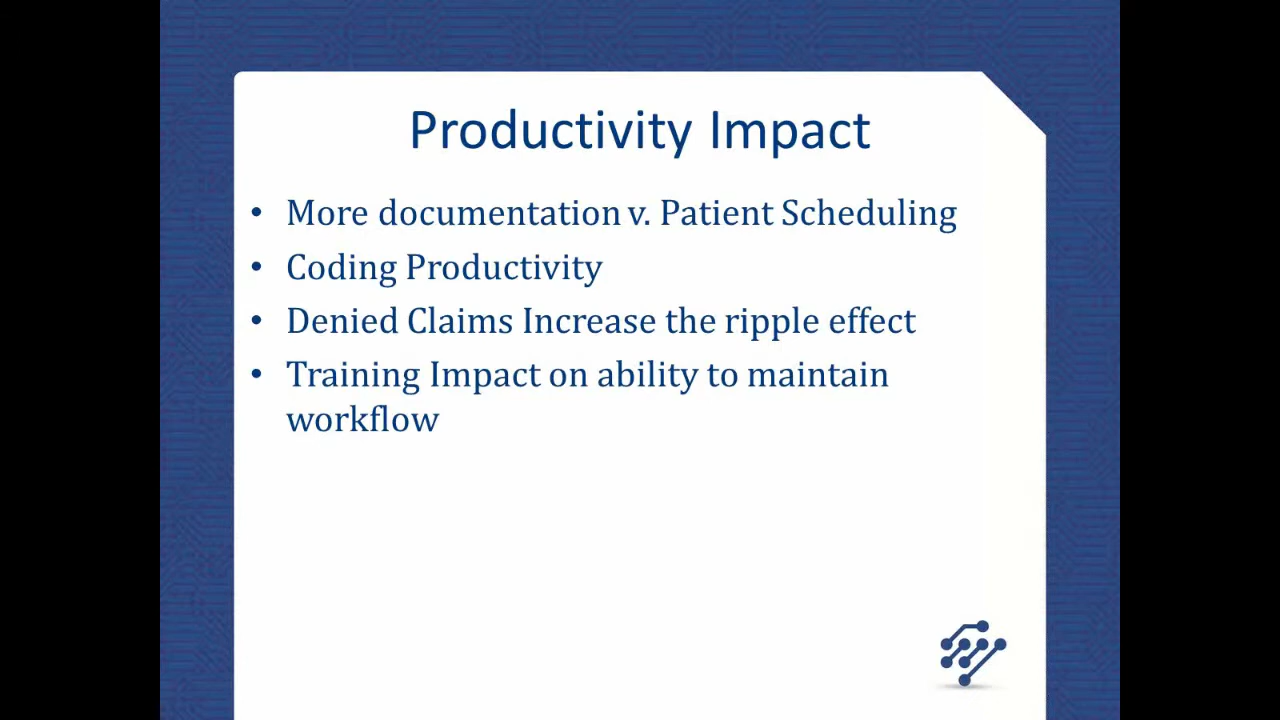 Productivity Impact
• More documentation v. Patient Scheduling
• Coding Productivity
• Denied Claims Increase the ripple effect
• Training Impact on ability to maintain
workflow